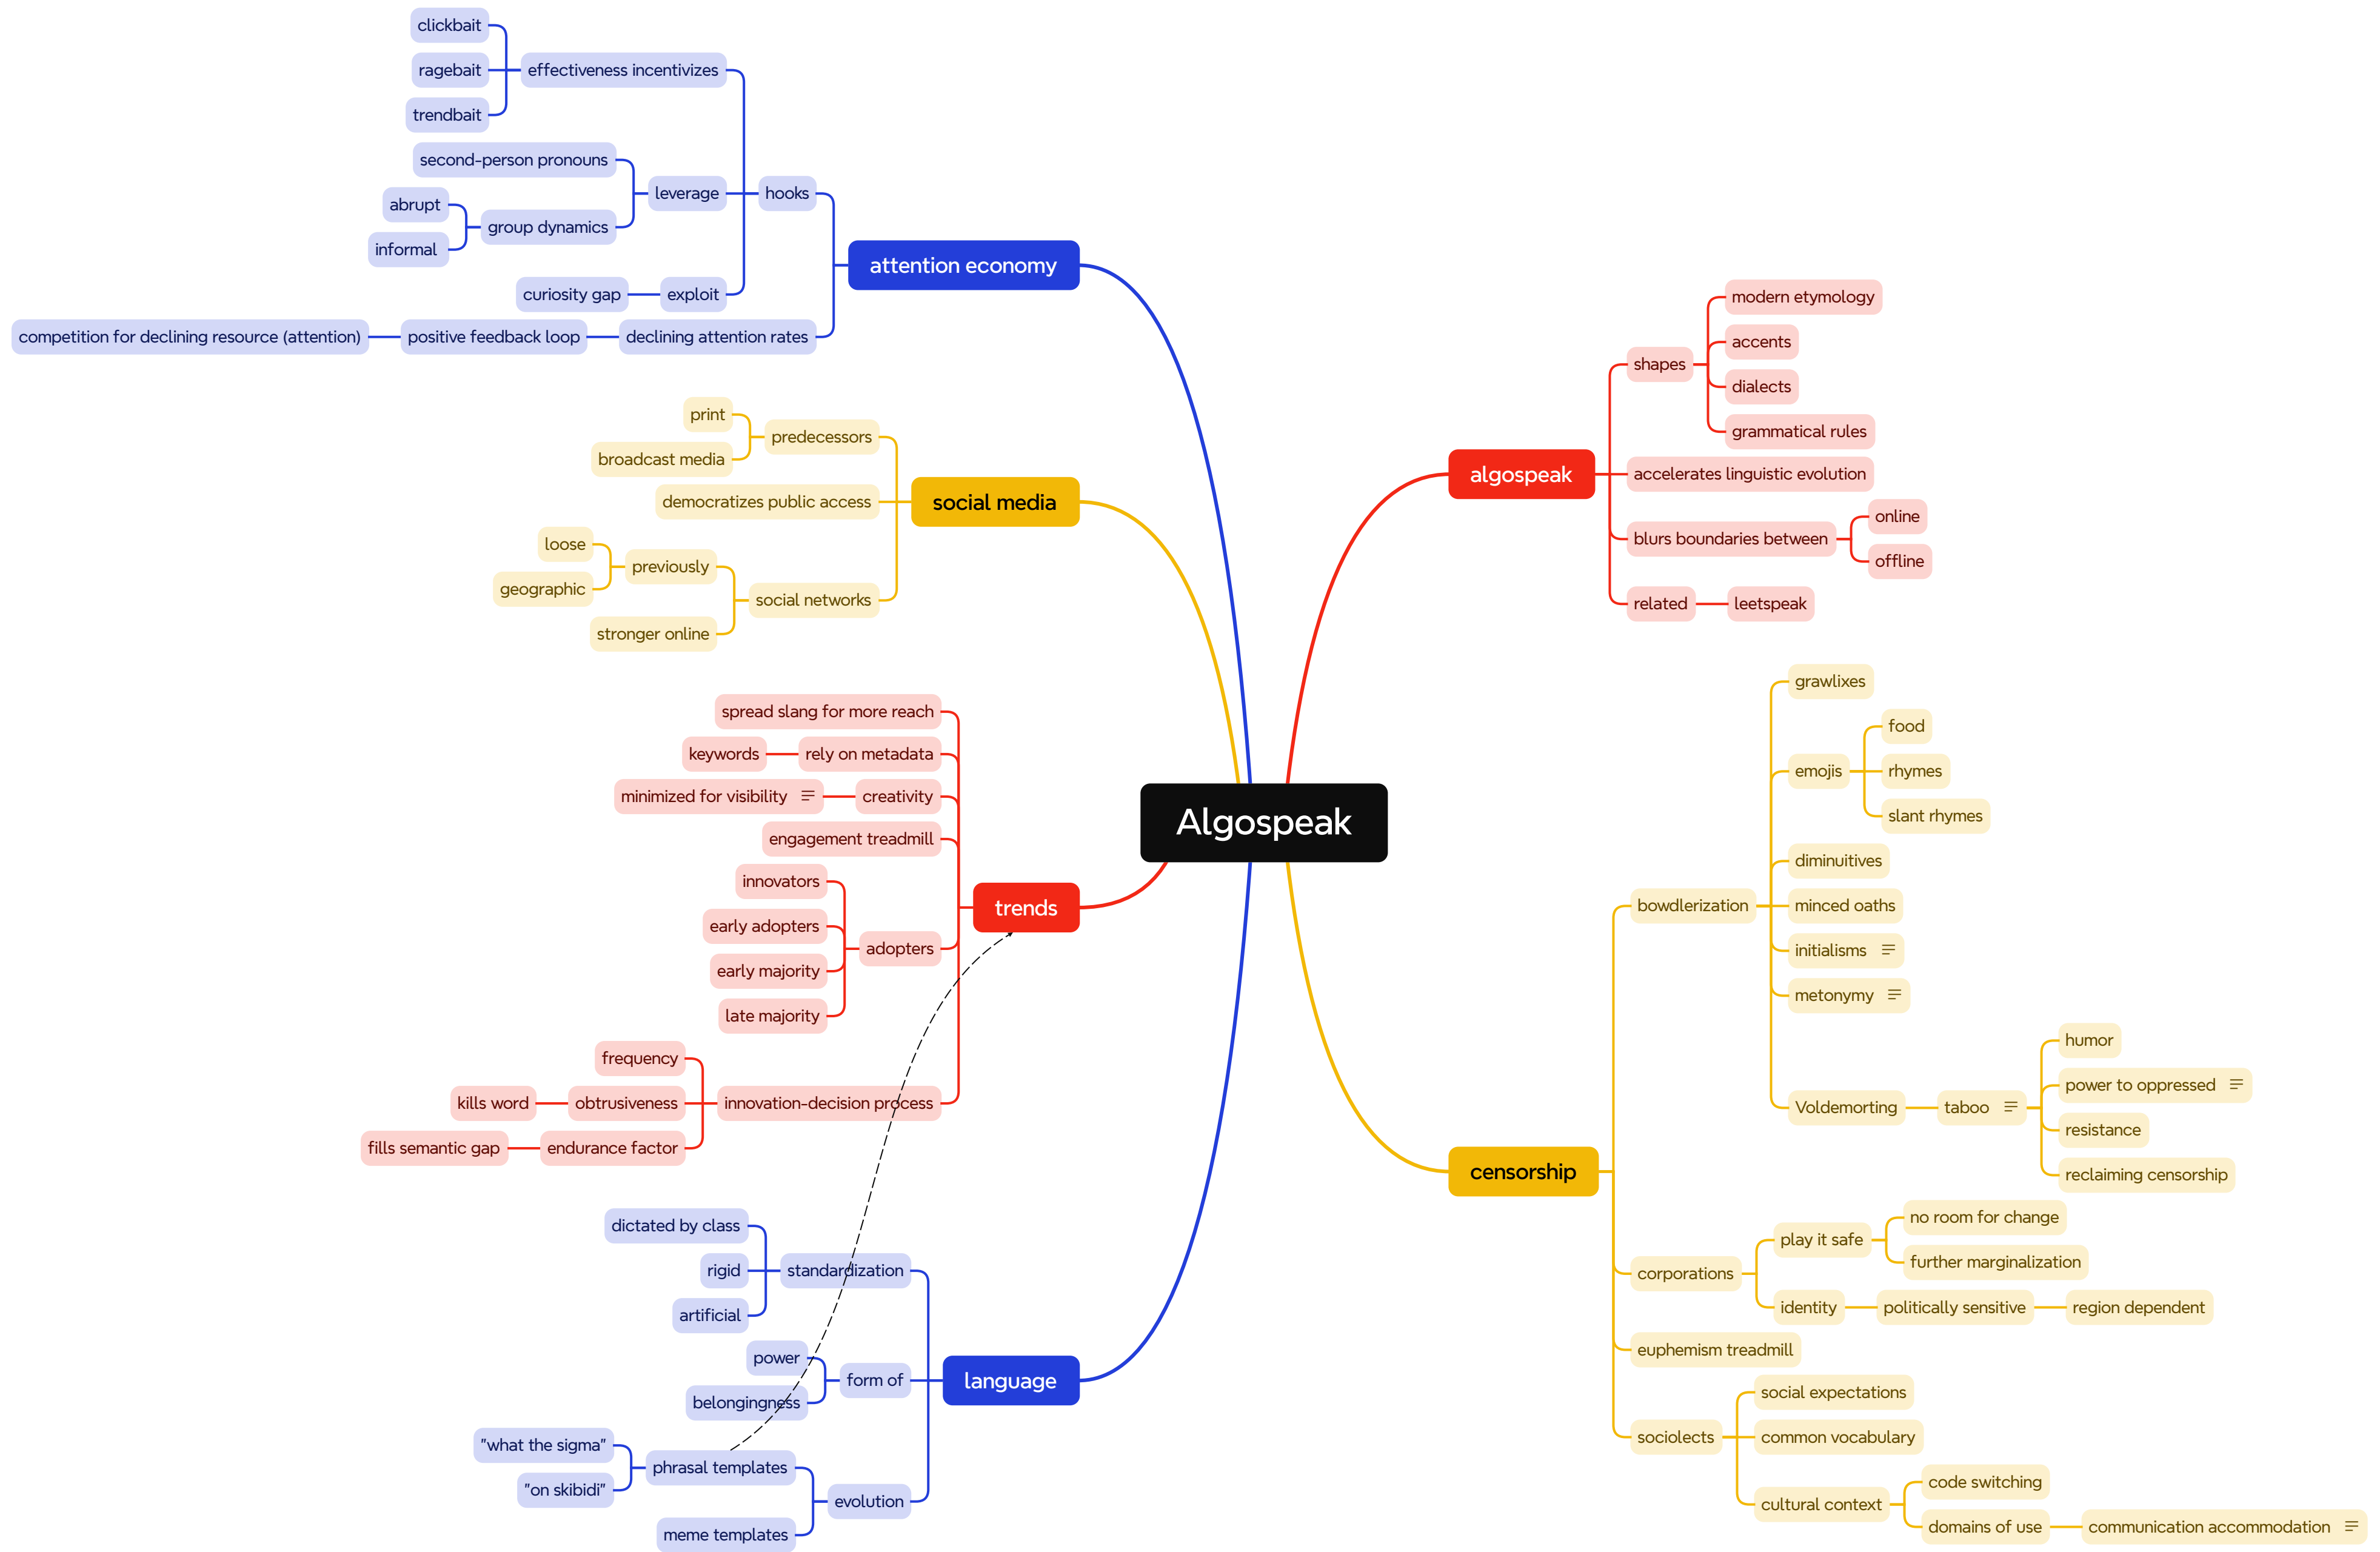 Algospeak
algospeak
shapes
modern etymology
accents
dialects
grammatical rules
accelerates linguistic evolution
blurs boundaries between
online
offline
related
leetspeak
censorship
bowdlerization
grawlixes
emojis
food
rhymes
slant rhymes
diminuitives
minced oaths
initialisms
metonymy
Voldemorting
taboo
humor
power to oppressed
resistance
reclaiming censorship
corporations
play it safe
no room for change
further marginalization
identity
politically sensitive
region dependent
euphemism treadmill
sociolects
social expectations
common vocabulary
cultural context
code switching
domains of use
communication accommodation
attention economy
hooks
effectiveness incentivizes
clickbait
ragebait
trendbait
leverage
second-person pronouns
group dynamics
abrupt
informal
exploit
curiosity gap
declining attention rates
positive feedback loop
competition for declining resource (attention)
social media
predecessors
print
broadcast media
democratizes public access
social networks
previously
loose
geographic
stronger online
trends
spread slang for more reach
rely on metadata
keywords
creativity
minimized for visibility
engagement treadmill
adopters
innovators
early adopters
early majority
late majority
innovation-decision process
frequency
obtrusiveness
kills word
endurance factor
fills semantic gap
language
standardization
dictated by class
rigid
artificial
form of
power
belongingness
evolution
phrasal templates
"what the sigma"
"on skibidi"
meme templates